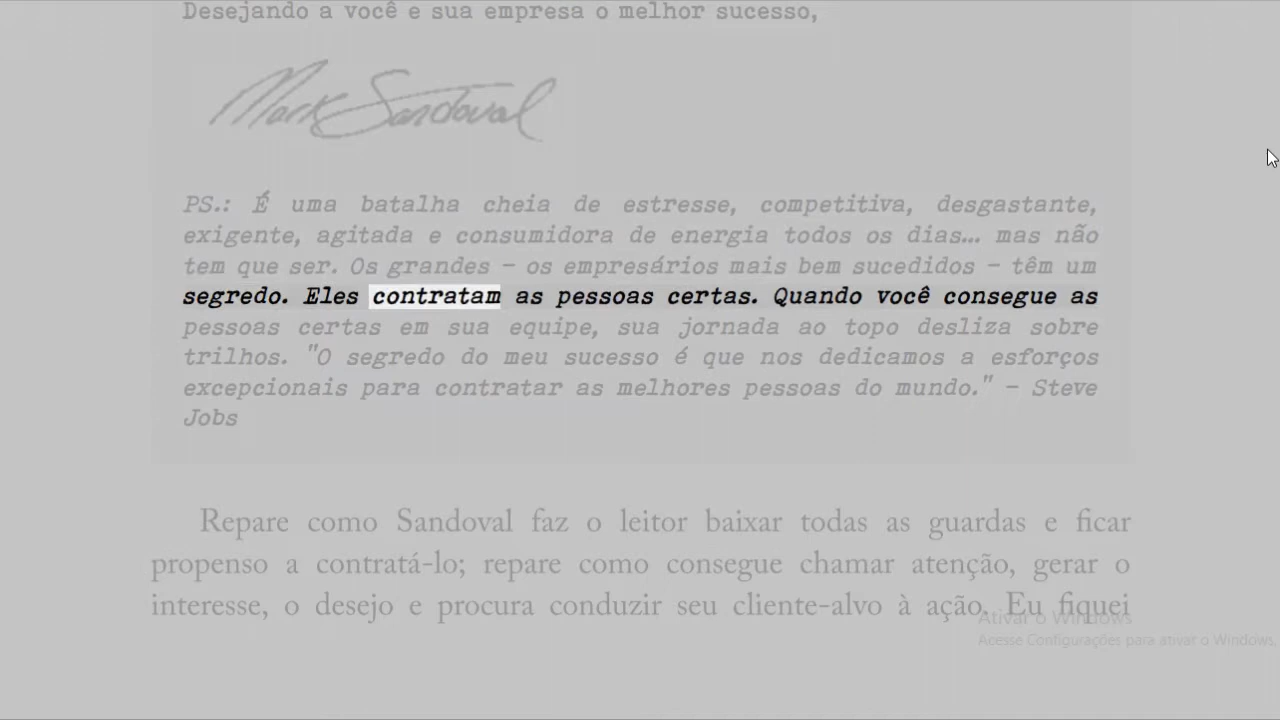 Desejando a você e sua empresa o melhor sucesso,
Mark Sandoval
PS.: É uma batalha cheia de estresse, competitiva, desgastante,
exigente, agitada e consumidora de energia todos os dias… mas não
tem que ser. Os grandes – os empresários mais bem sucedidos – têm um
segredo. Eles contratam as pessoas certas. Quando você consegue as
pessoas certas em sua equipe, sua jornada ao topo desliza sobre
trilhos. "O segredo do meu sucesso é que nos dedicamos a esforços
excepcionais para contratar as melhores pessoas do mundo." – Steve
Jobs
Repare como Sandoval faz o leitor baixar todas as guardas e ficar
propenso a contratá-lo; repare como consegue chamar atenção, gerar o
interesse, o desejo e procura conduzir seu cliente-alvo à ação. Eu fiquei
Ativar o Windows
Acesse Configurações para ativar o Windows.